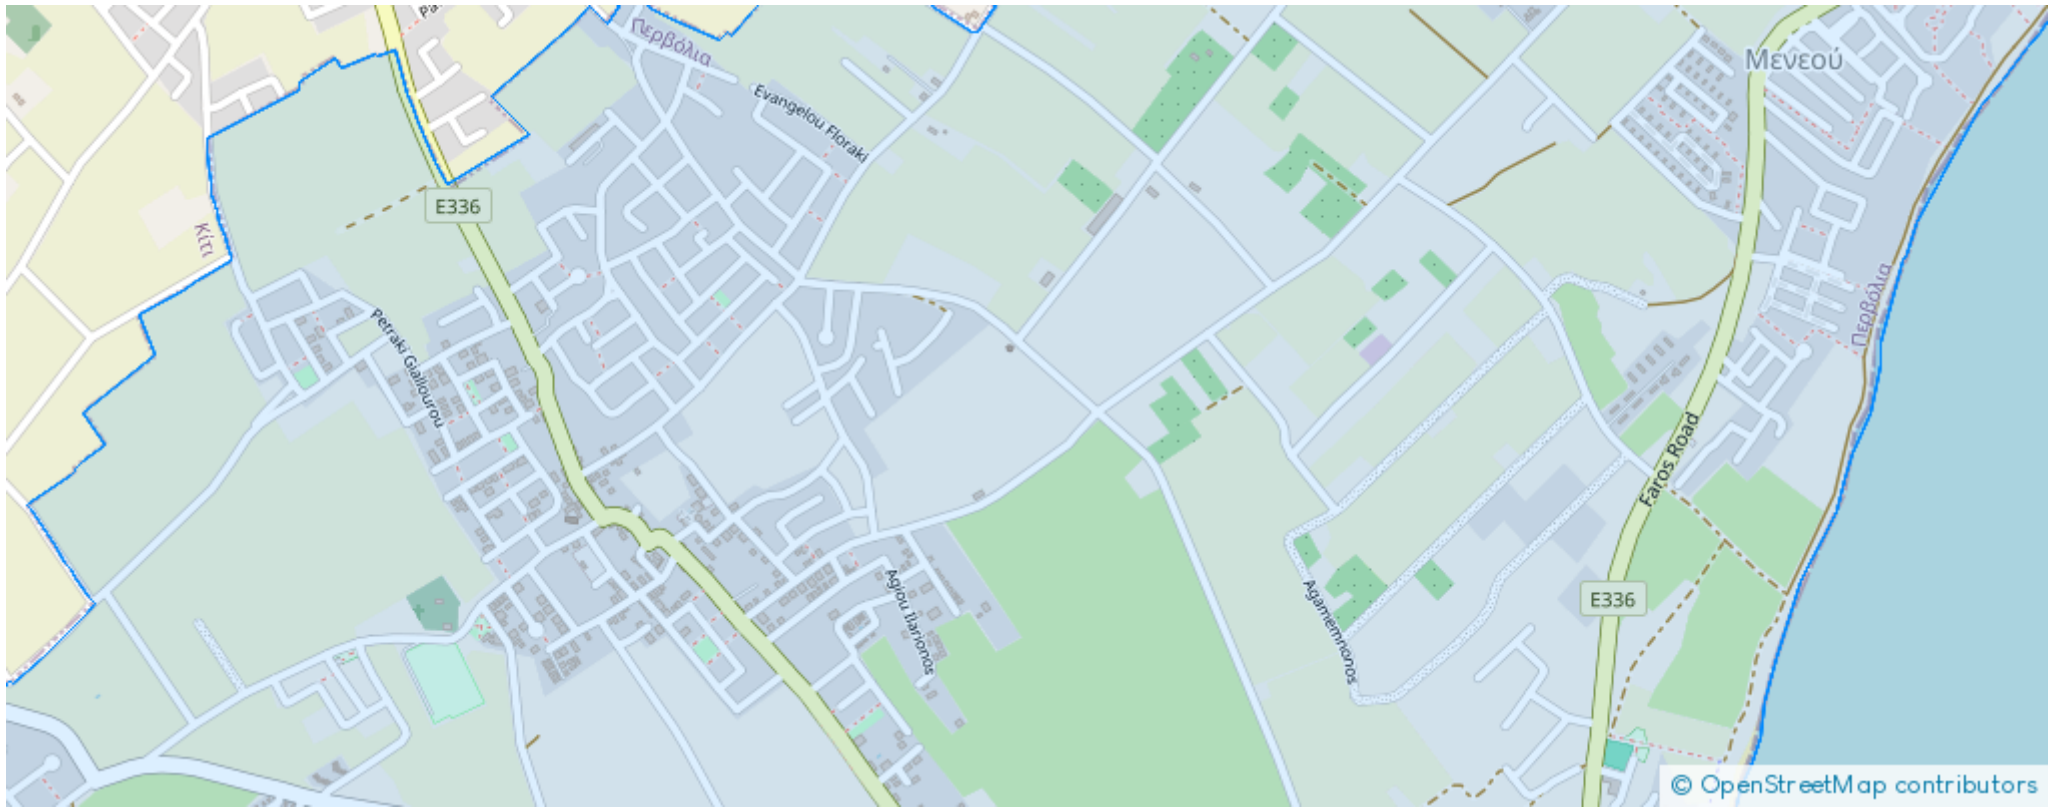 Περβόλια
Μενεού
Evangelou Floraki
E336
Κίτι
Περβόλια
Petraki Giallourou
Faros Road
Agiou Ilarionos
Agamemnonos
E336
© OpenStreetMap contributors